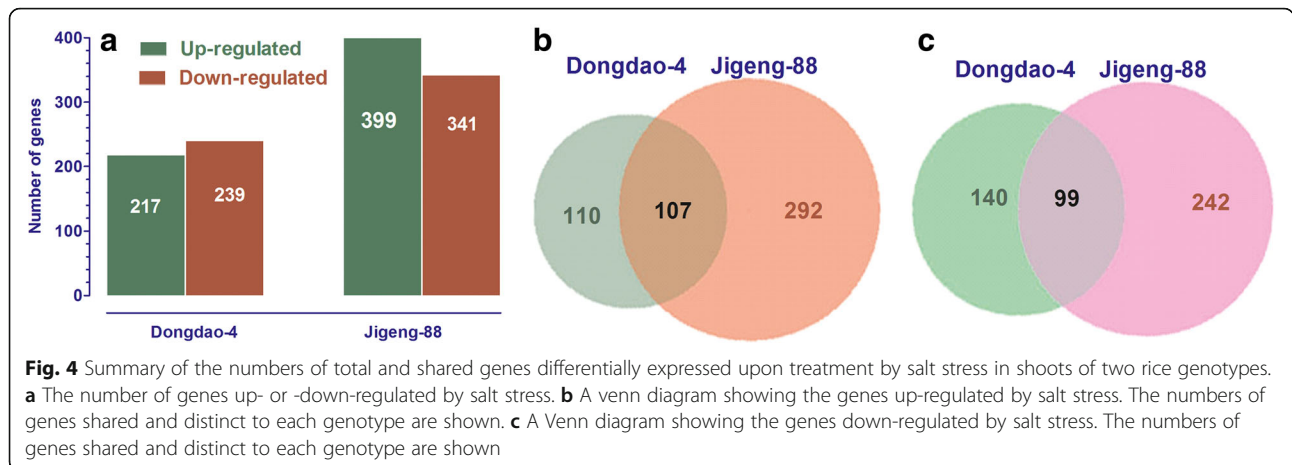 a
400
300
200
100
0
Number of genes
Up-regulated
Down-regulated
217
239
399
341
Dongdao-4
Jigeng-88
b
Dongdao-4 Jigeng-88
110 107 292
c
Dongdao-4 Jigeng-88
140 99 242
Fig. 4 Summary of the numbers of total and shared genes differentially expressed upon treatment by salt stress in shoots of two rice genotypes.
a The number of genes up- or -down-regulated by salt stress. b A venn diagram showing the genes up-regulated by salt stress. The numbers of
genes shared and distinct to each genotype are shown. c A Venn diagram showing the genes down-regulated by salt stress. The numbers of
genes shared and distinct to each genotype are shown